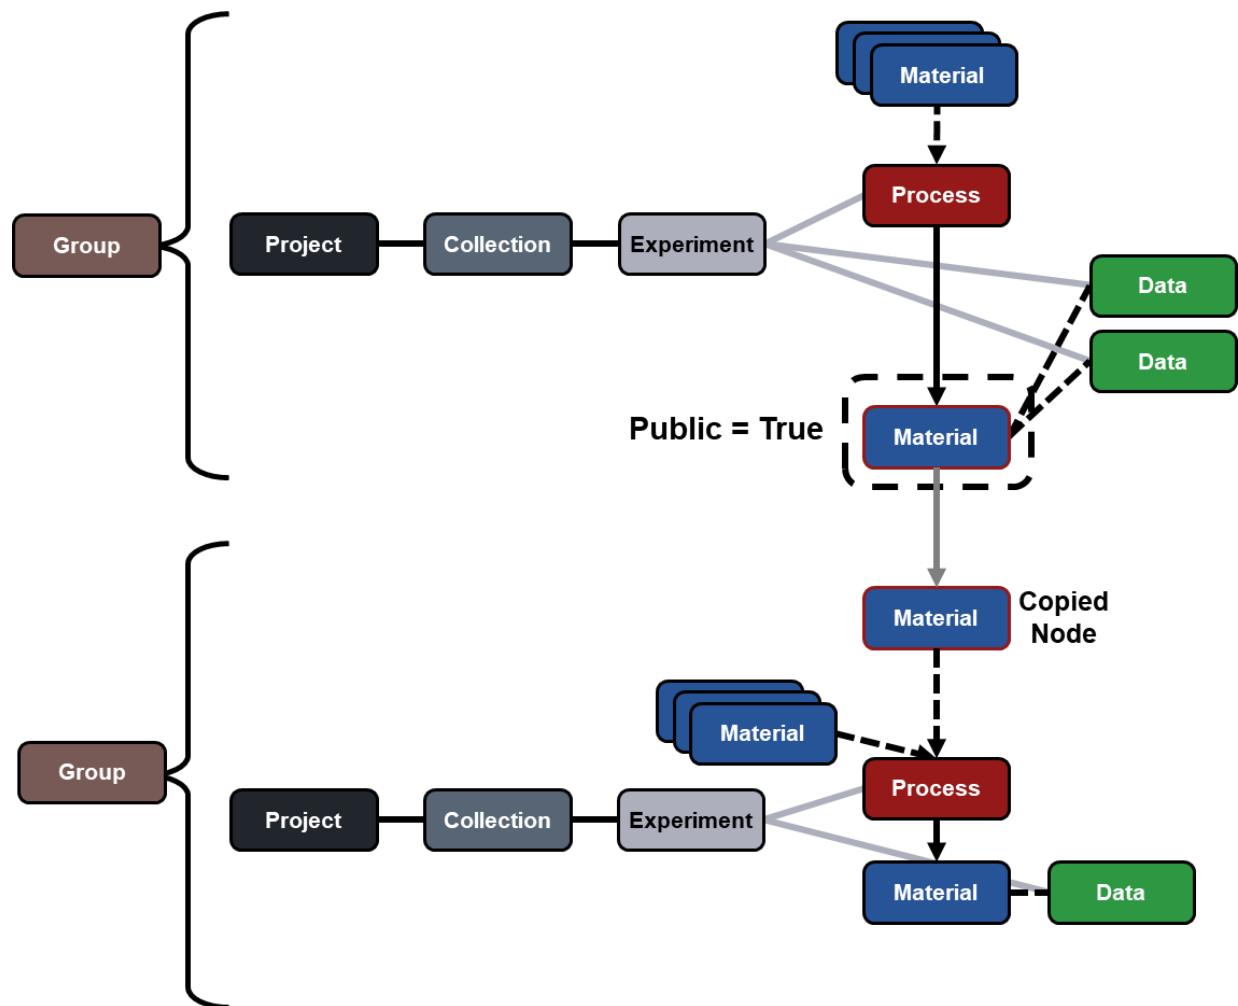 Material
Process
Group
Project
Collection
Experiment
Data
Data
Public = True
Material
Material
Copied
Node
Material
Group
Process
Project
Collection
Experiment
Material
Data